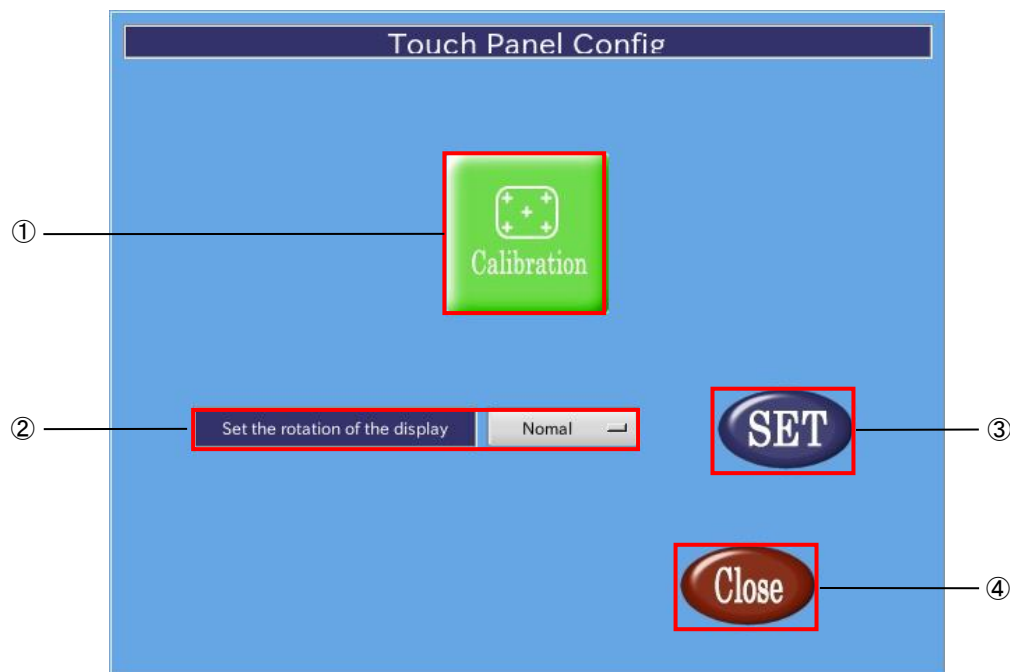 Touch Panel Config
①
Calibration
②
Set the rotation of the display
Nomal
SET
③
Close
④